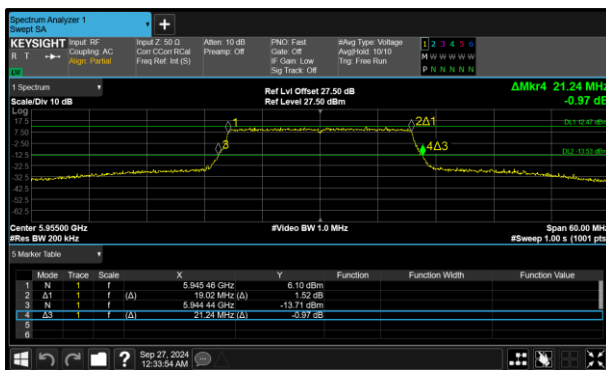 Spectrum Analyzer 1
Swept SA
+
KEYSIGHT Input: RF Input Z: 50 Ω Atten: 10 dB PNO: Fast #Avg Type: Voltage 1 2 3 4 5 6
R T Coupling: AC Corr CCorr RCal Preamp: Off Gate: Off Avg|Hold: 10/10 M W W W W W
Align: Partial Freq Ref: Int (S) IF Gain: Low Trig: Free Run
Sig Track: Off P N N N N N
LW
1 Spectrum Ref Lvl Offset 27.50 dB ΔMkr4 21.24 MHz
Scale/Div 10 dB Ref Level 27.50 dBm -0.97 dB
Log
17.5
7.50
-2.50
-12.5
-22.5
-32.5
-42.5
-52.5
-62.5
1
2Δ1
3
4Δ3
DL1 12.47 dBm
DL2 -13.53 dBm
Center 5.95500 GHz #Video BW 1.0 MHz Span 60.00 MHz
#Res BW 200 kHz #Sweep 1.00 s (1001 pts)
5 Marker Table
Mode Trace Scale X Y Function Function Width Function Value
1 N 1 f 5.945 46 GHz 6.10 dBm
2 Δ1 1 f (Δ) 19.02 MHz (Δ) 1.52 dB
3 N 1 f 5.944 44 GHz -13.71 dBm
4 Δ3 1 f (Δ) 21.24 MHz (Δ) -0.97 dB
5
6
? Sep 27, 2024
12:33:54 AM